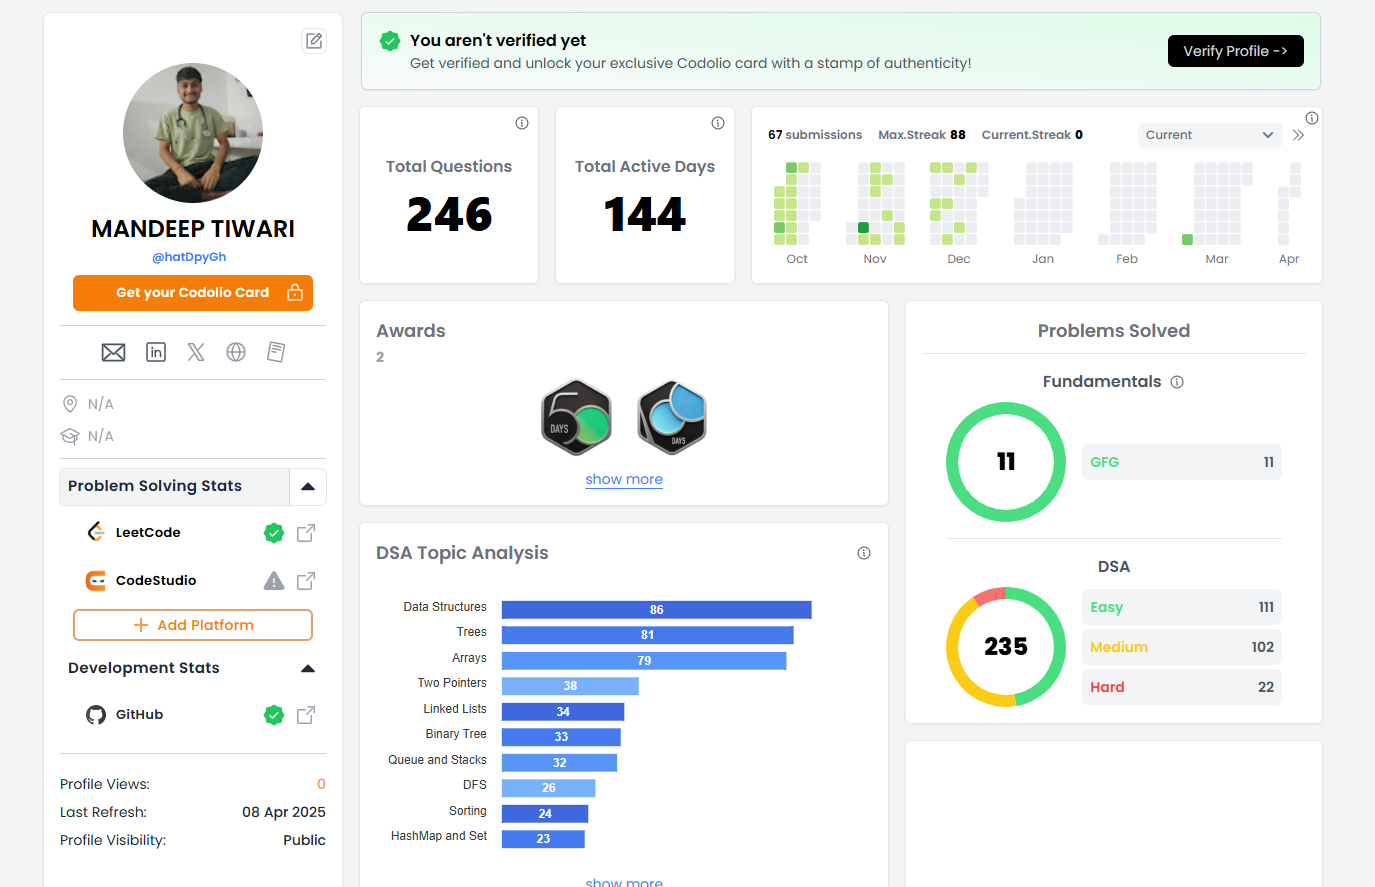 MANDEEP TIWARI
@hatDpyGh
Get your Codolio Card
N/A
N/A
Problem Solving Stats
LeetCode
CodeStudio
Add Platform
Development Stats
GitHub
Profile Views: 0
Last Refresh: 08 Apr 2025
Profile Visibility: Public
You aren't verified yet
Get verified and unlock your exclusive Codolio card with a stamp of authenticity!
Verify Profile ->
Total Questions
246
Total Active Days
144
67 submissions Max.Streak 88 Current.Streak 0
Current
Oct Nov Dec Jan Feb Mar Apr
Awards
2
50 DAYS
100 DAYS
show more
DSA Topic Analysis
Data Structures 86
Trees 81
Arrays 79
Two Pointers 38
Linked Lists 34
Binary Tree 33
Queue and Stacks 32
DFS 26
Sorting 24
HashMap and Set 23
show more
Problems Solved
Fundamentals
11
GFG 11
DSA
235
Easy 111
Medium 102
Hard 22